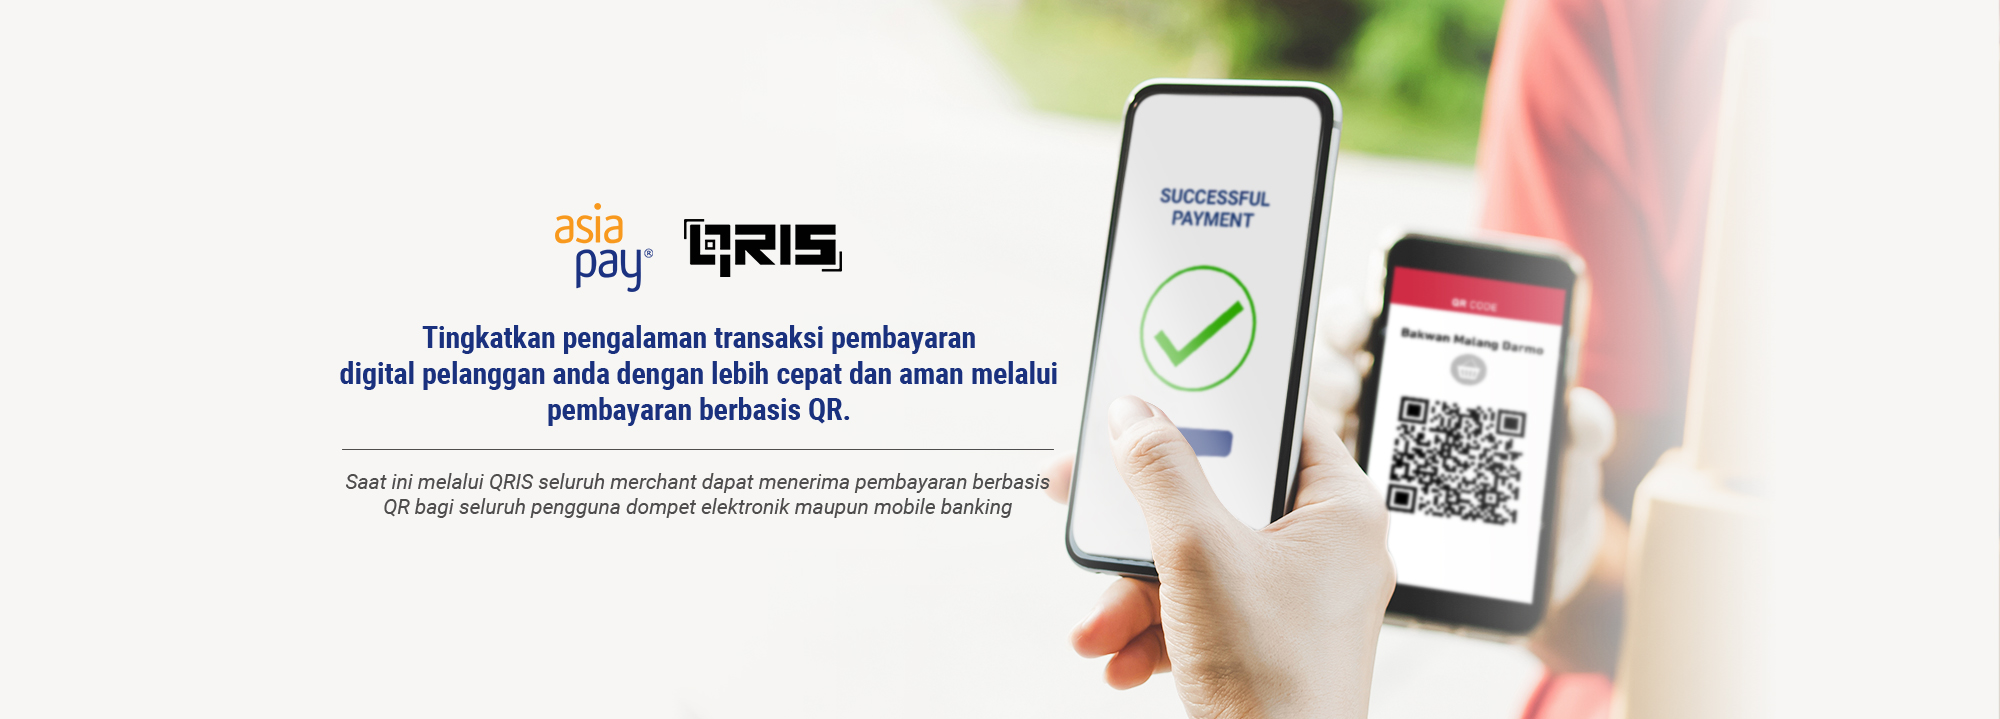 asia
pay®
QRIS
Tingkatkan pengalaman transaksi pembayaran
digital pelanggan anda dengan lebih cepat dan aman melalui
pembayaran berbasis QR.
Saat ini melalui QRIS seluruh merchant dapat menerima pembayaran berbasis
QR bagi seluruh pengguna dompet elektronik maupun mobile banking
SUCCESSFUL
PAYMENT
QR CODE
Bakwan Malang Darmo